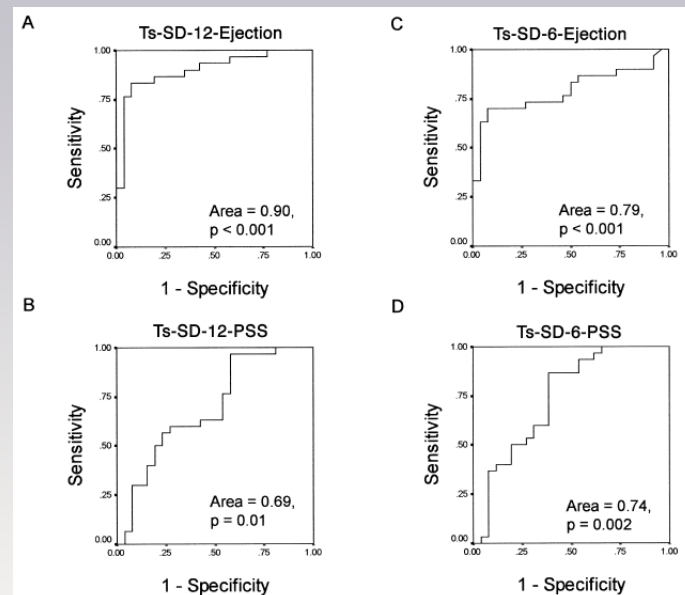 A
Ts-SD-12-Ejection
1.00
.75
.50
.25
0.00
Sensitivity
Area = 0.90,
p < 0.001
0.00 .25 .50 .75 1.00
1 - Specificity
B
Ts-SD-12-PSS
1.00
.75
.50
.25
0.00
Sensitivity
Area = 0.69,
p = 0.01
0.00 .25 .50 .75 1.00
1 - Specificity
C
Ts-SD-6-Ejection
1.00
.75
.50
.25
0.00
Sensitivity
Area = 0.79,
p < 0.001
0.00 .25 .50 .75 1.00
1 - Specificity
D
Ts-SD-6-PSS
1.00
.75
.50
.25
0.00
Sensitivity
Area = 0.74,
p = 0.002
0.00 .25 .50 .75 1.00
1 - Specificity